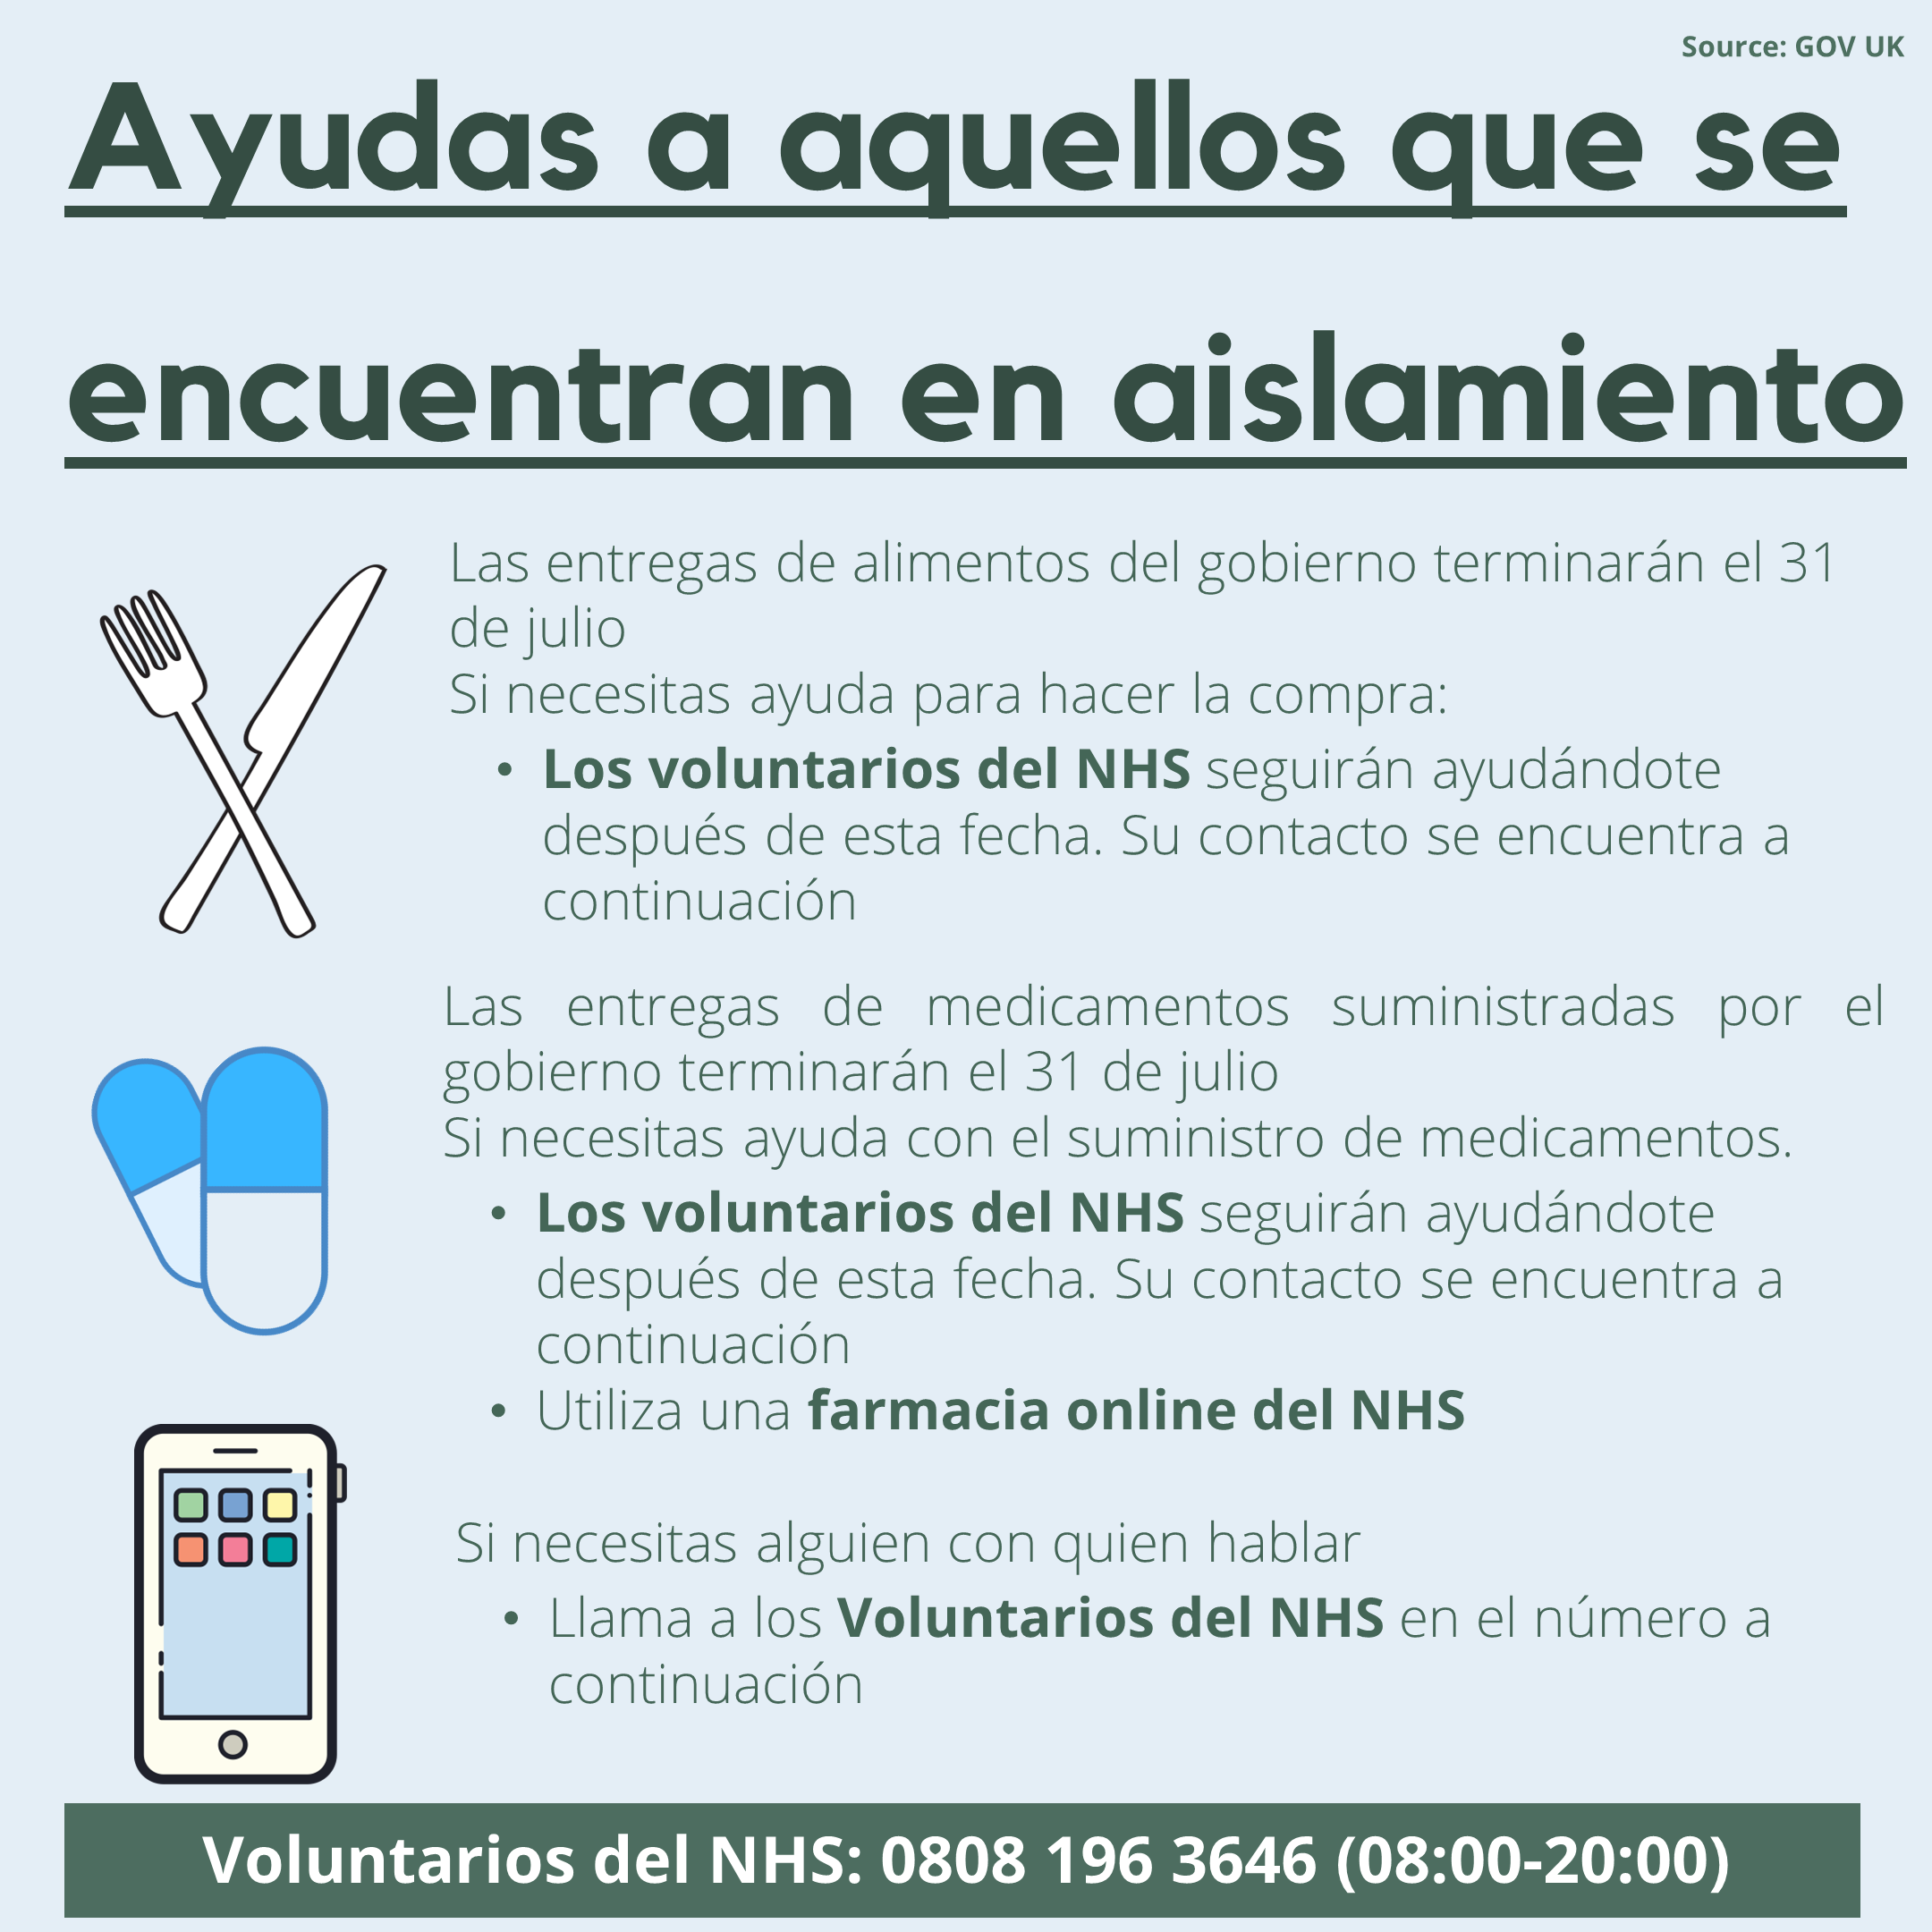 Source: GOV UK
Ayudas a aquellos que se
encuentran en aislamiento
Las entregas de alimentos del gobierno terminarán el 31
de julio
Si necesitas ayuda para hacer la compra:
• Los voluntarios del NHS seguirán ayudándote
después de esta fecha. Su contacto se encuentra a
continuación
Las entregas de medicamentos suministradas por el
gobierno terminarán el 31 de julio
Si necesitas ayuda con el suministro de medicamentos.
• Los voluntarios del NHS seguirán ayudándote
después de esta fecha. Su contacto se encuentra a
continuación
• Utiliza una farmacia online del NHS
Si necesitas alguien con quien hablar
• Llama a los Voluntarios del NHS en el número a
continuación
Voluntarios del NHS: 0808 196 3646 (08:00-20:00)